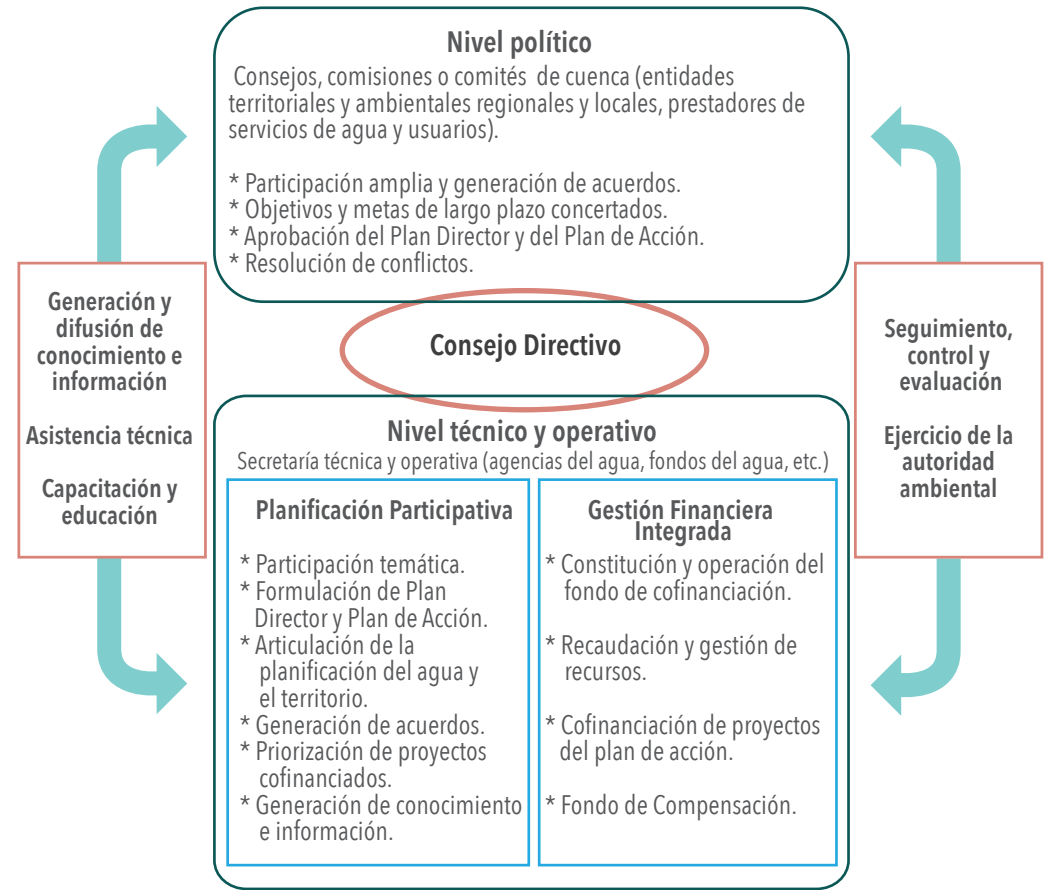 Nivel político
Consejos, comisiones o comités de cuenca (entidades
territoriales y ambientales regionales y locales, prestadores de
servicios de agua y usuarios).
* Participación amplia y generación de acuerdos.
* Objetivos y metas de largo plazo concertados.
* Aprobación del Plan Director y del Plan de Acción.
* Resolución de conflictos.
Generación y
difusión de
conocimiento e
información
Asistencia técnica
Capacitación y
educación
Consejo Directivo
Seguimiento,
control y
evaluación
Ejercicio de la
autoridad
ambiental
Nivel técnico y operativo
Secretaría técnica y operativa (agencias del agua, fondos del agua, etc.)
Planificación Participativa
* Participación temática.
* Formulación de Plan
Director y Plan de Acción.
* Articulación de la
planificación del agua y
el territorio.
* Generación de acuerdos.
* Priorización de proyectos
cofinanciados.
* Generación de conocimiento
e información.
Gestión Financiera
Integrada
* Constitución y operación del
fondo de cofinanciación.
* Recaudación y gestión de
recursos.
* Cofinanciación de proyectos
del plan de acción.
* Fondo de Compensación.